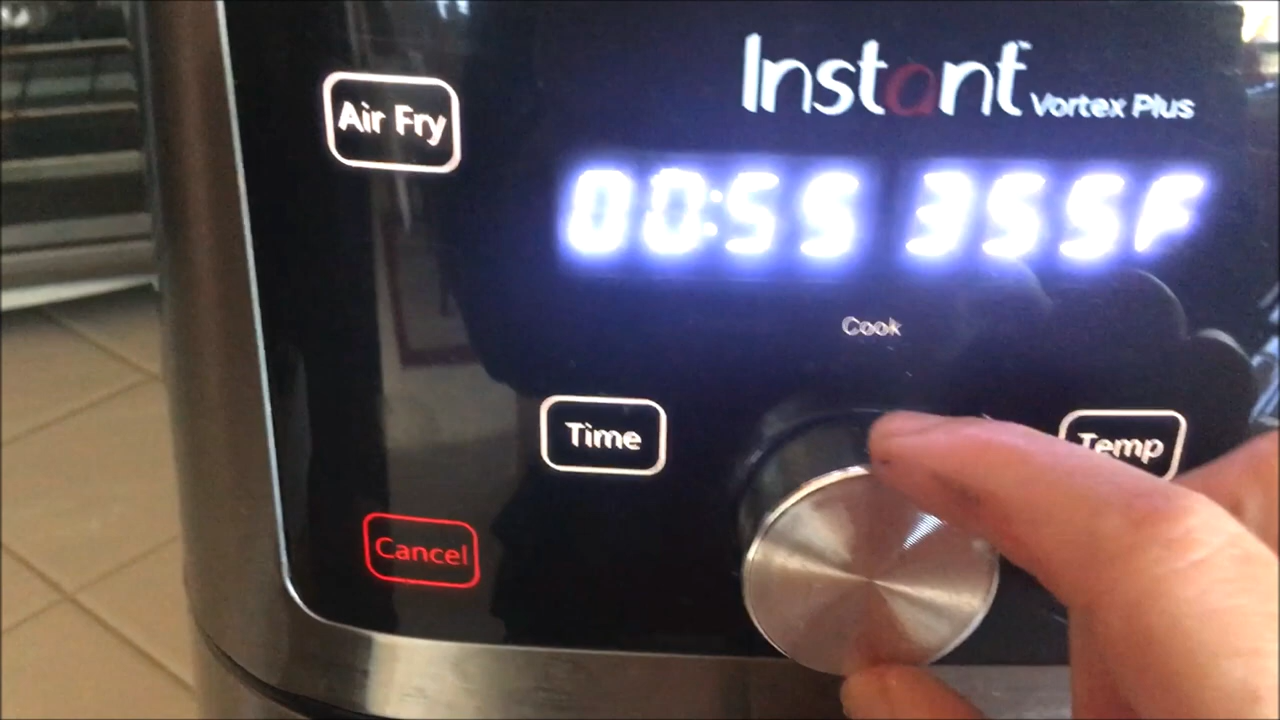 Instant Vortex Plus
Air Fry
00:55 355F
Cook
Time
Temp
Cancel